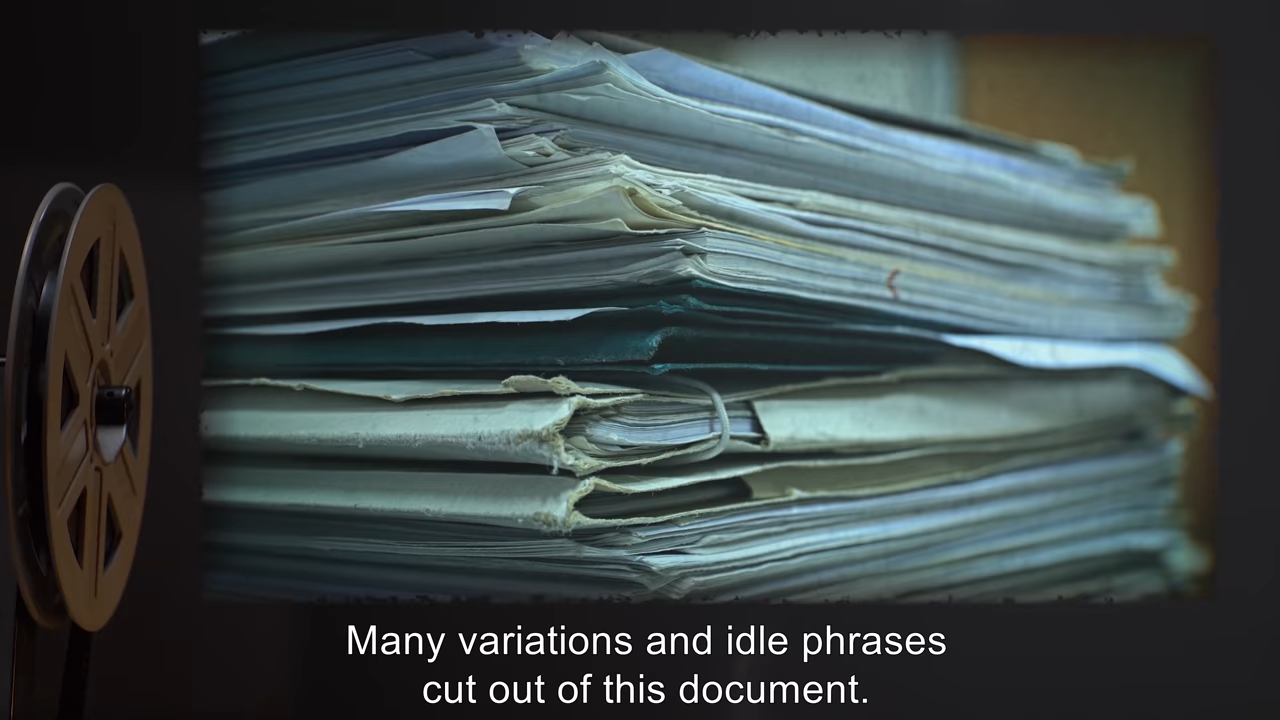 Many variations and idle phrases
cut out of this document.